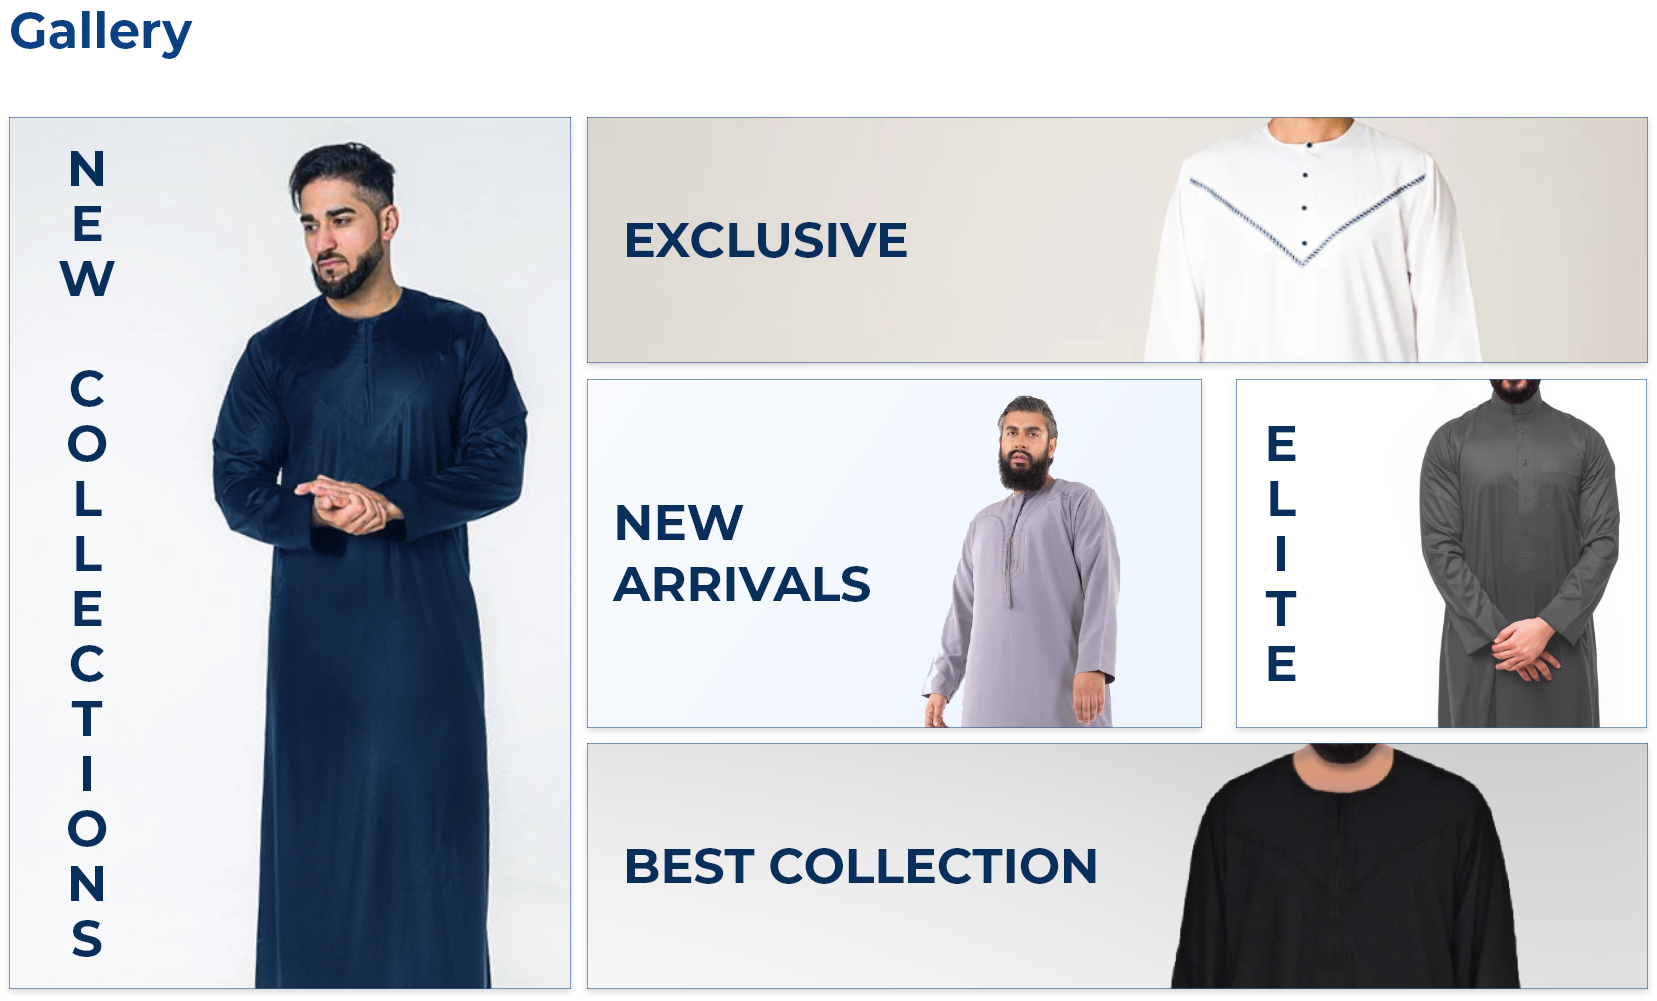 Gallery
NEW COLLECTIONS
EXCLUSIVE
NEW
ARRIVALS
ELITE
BEST COLLECTION